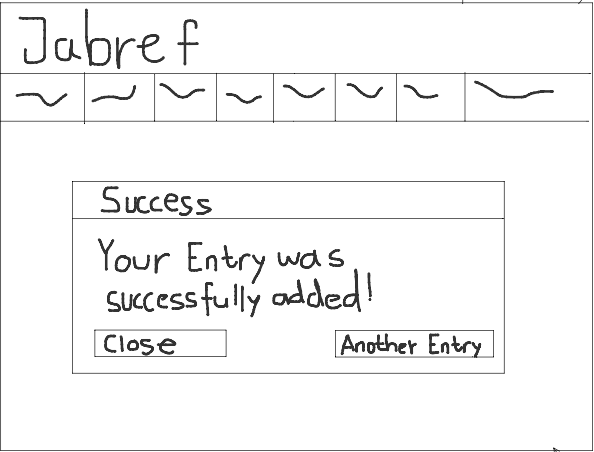 Jabref
Success
Your Entry was
successfully added!
Close
Another Entry